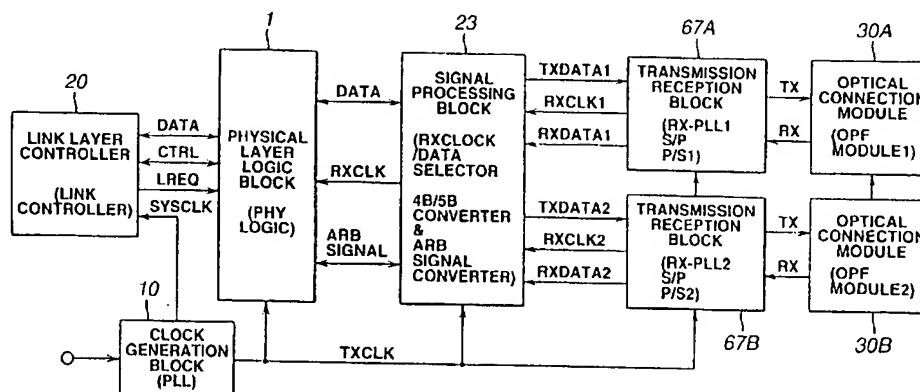 1
23
67A
30A
20
LINK LAYER
CONTROLLER
(LINK
CONTROLLER)
DATA
CTRL
LREQ
SYSCLK
PHYSICAL
LAYER
LOGIC
BLOCK
(PHY
LOGIC)
DATA
RXCLK
ARB
SIGNAL
SIGNAL
PROCESSING
BLOCK
(RXCLOCK
/DATA
SELECTOR
4B/5B
CONVERTER
&
ARB
SIGNAL
CONVERTER)
TXDATA1
RXCLK1
RXDATA1
TXDATA2
RXCLK2
RXDATA2
TRANSMISSION
RECEPTION
BLOCK
(RX-PLL1
S/P
P/S1)
TX
RX
OPTICAL
CONNECTION
MODULE
(OPF
MODULE1)
TRANSMISSION
RECEPTION
BLOCK
(RX-PLL2
S/P
P/S2)
TX
RX
OPTICAL
CONNECTION
MODULE
(OPF
MODULE2)
10
CLOCK
GENERATION
BLOCK
(PLL)
TXCLK
67B
30B